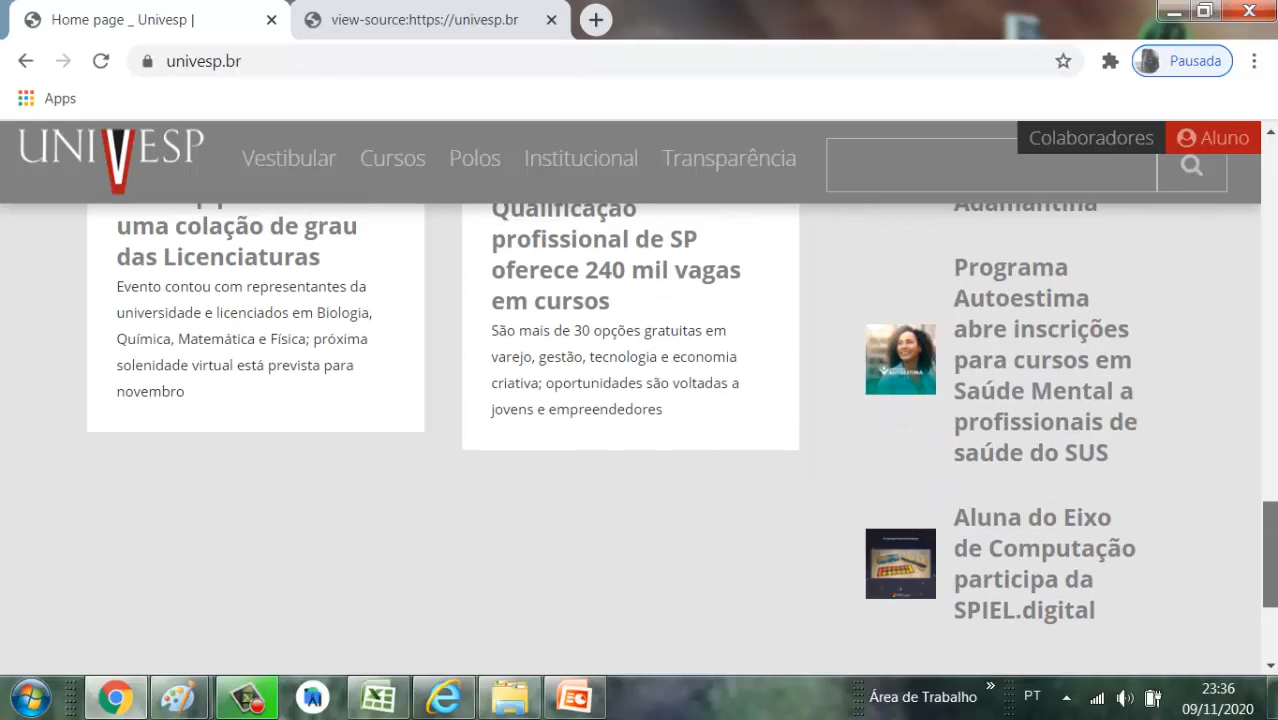 Home page _ Univesp |
view-source:https://univesp.br
univesp.br
Pausada
Apps
Colaboradores
Aluno
UNIVESP
Vestibular
Cursos
Polos
Institucional
Transparência
uma colação de grau
das Licenciaturas
Evento contou com representantes da
universidade e licenciados em Biologia,
Química, Matemática e Física; próxima
solenidade virtual está prevista para
novembro
Qualificação
profissional de SP
oferece 240 mil vagas
em cursos
São mais de 30 opções gratuitas em
varejo, gestão, tecnologia e economia
criativa; oportunidades são voltadas a
jovens e empreendedores
Adamantina
Programa
Autoestima
abre inscrições
para cursos em
Saúde Mental a
profissionais de
saúde do SUS
Aluna do Eixo
de Computação
participa da
SPIEL.digital
Área de Trabalho
PT
23:36
09/11/2020